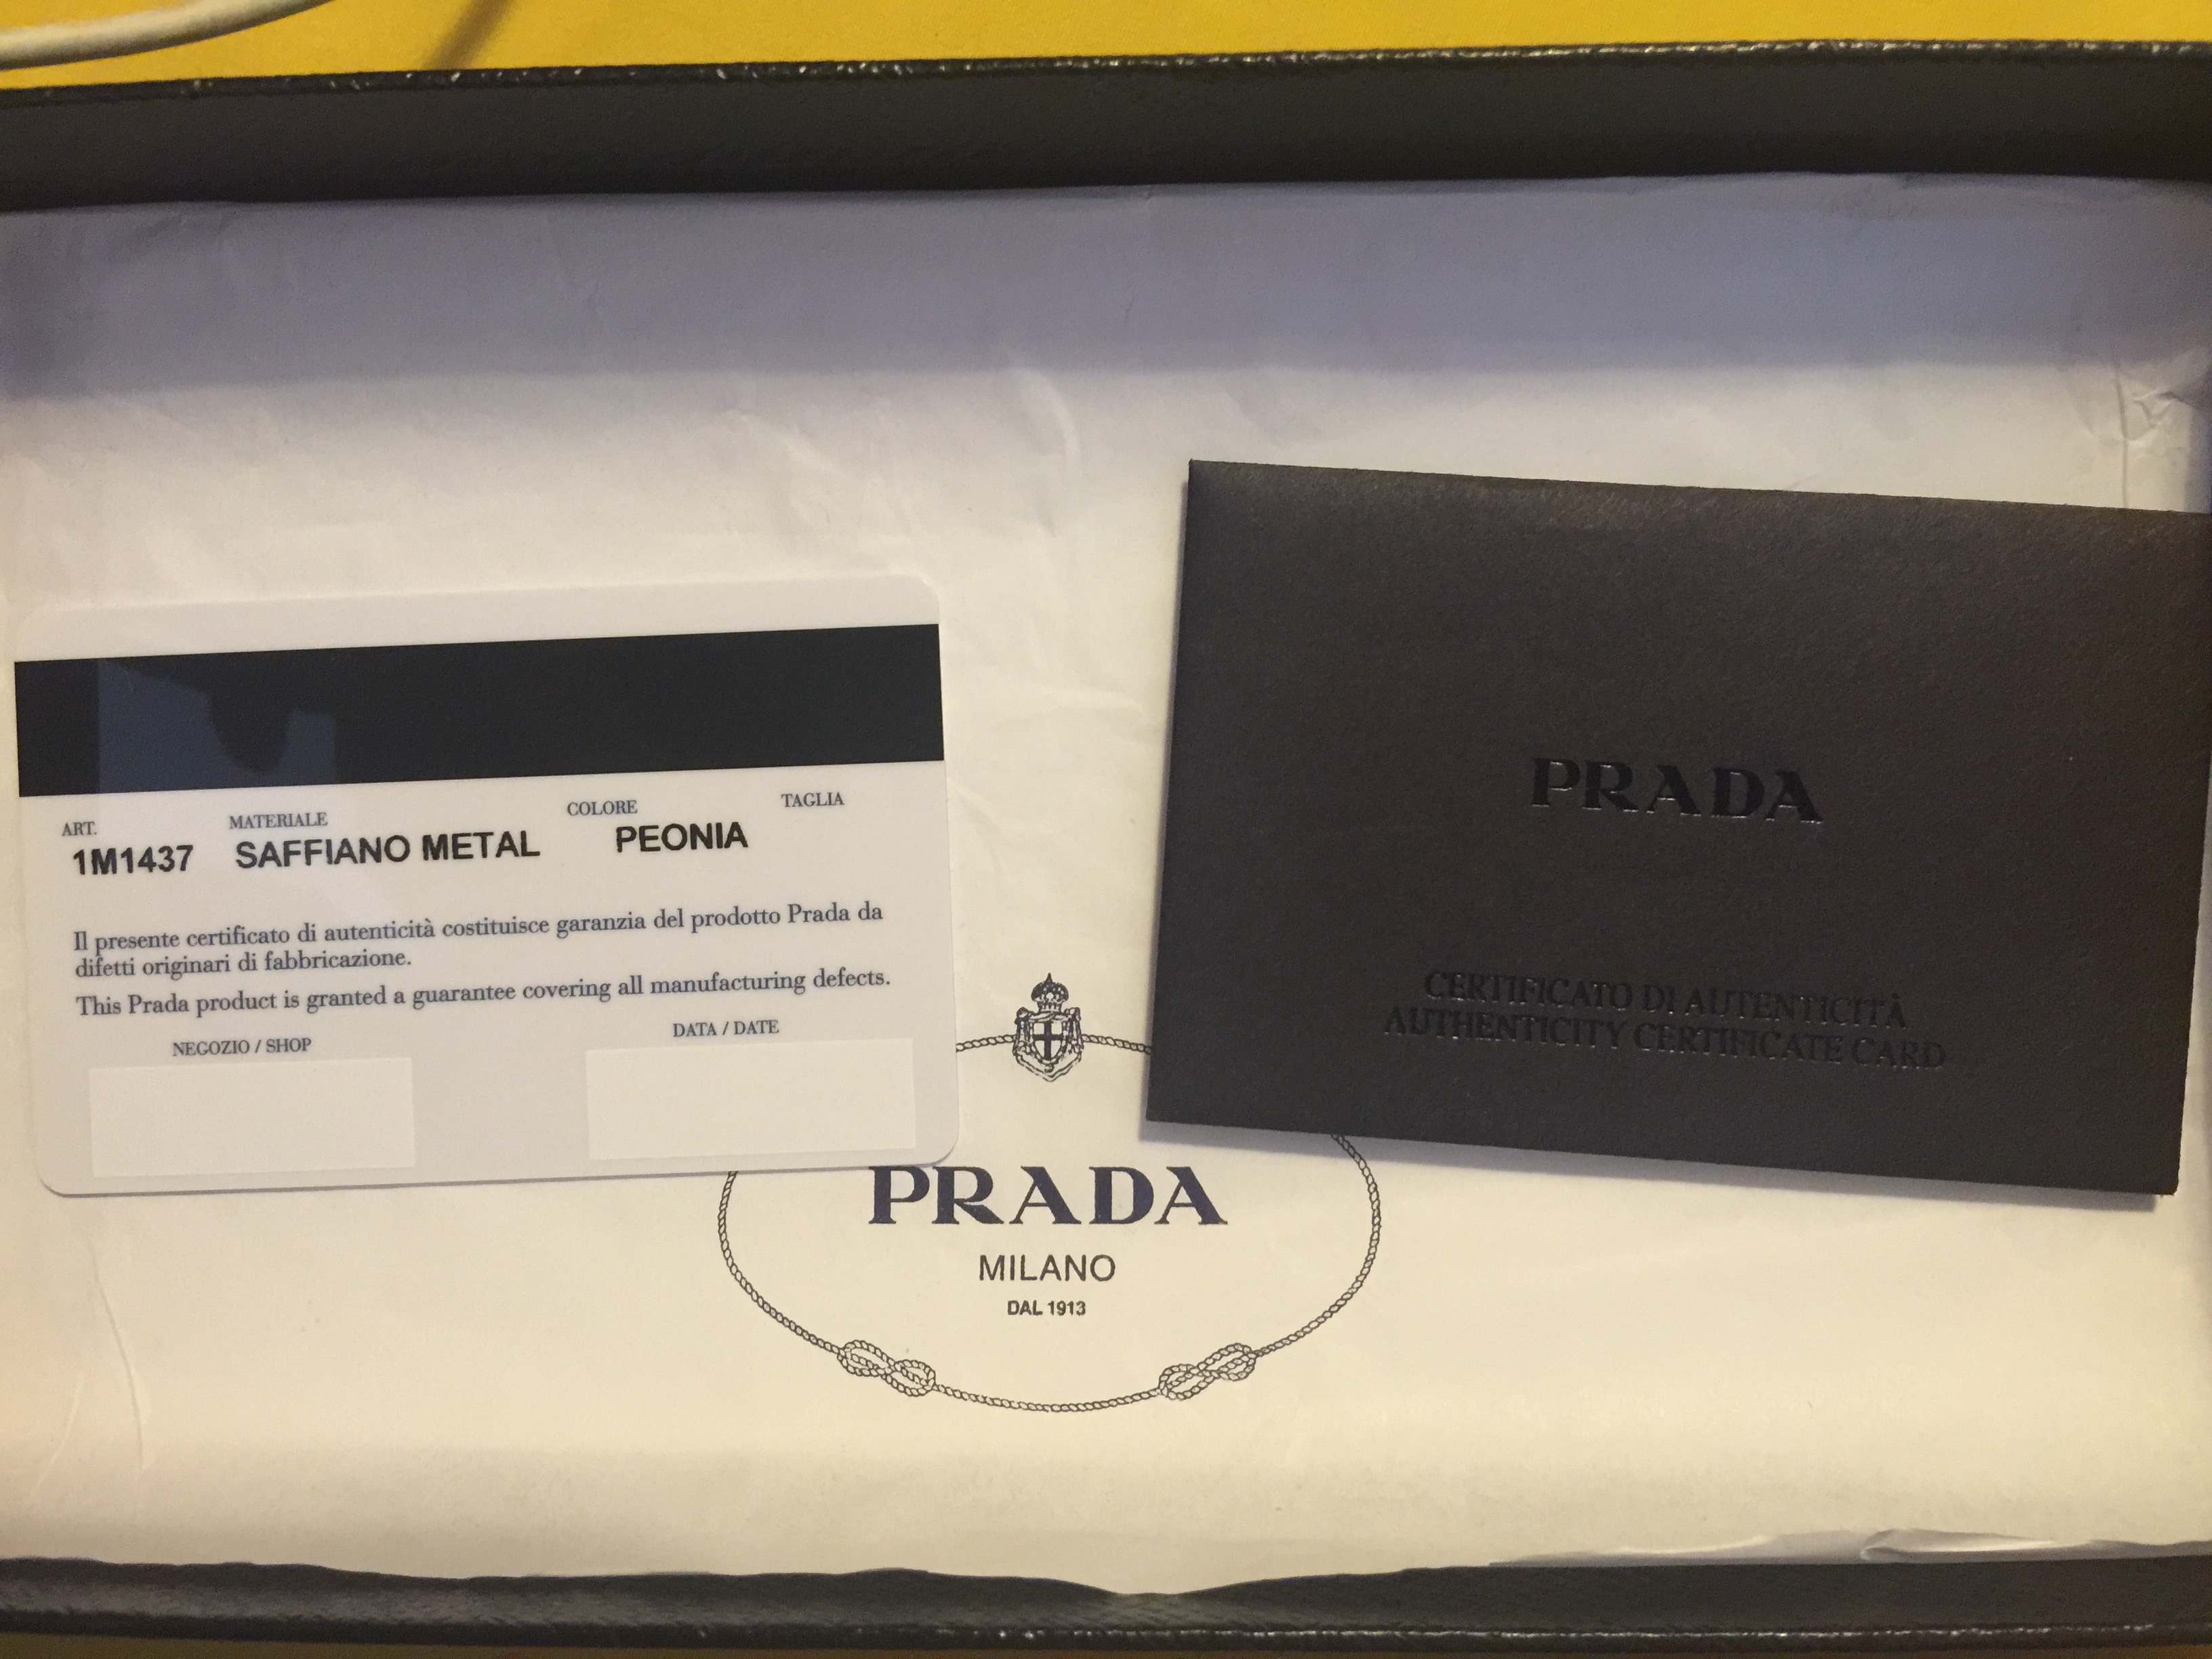 ART.
MATERIALE
COLORE
TAGLIA
1M1437
SAFFIANO METAL
PEONIA
Il presente certificato di autenticità costituisce garanzia del prodotto Prada da
difetti originari di fabbricazione.
This Prada product is granted a guarantee covering all manufacturing defects.
NEGOZIO / SHOP
DATA / DATE
PRADA
CERTIFICATO DI AUTENTICITÀ
AUTHENTICITY CERTIFICATE CARD
PRADA
MILANO
DAL 1913